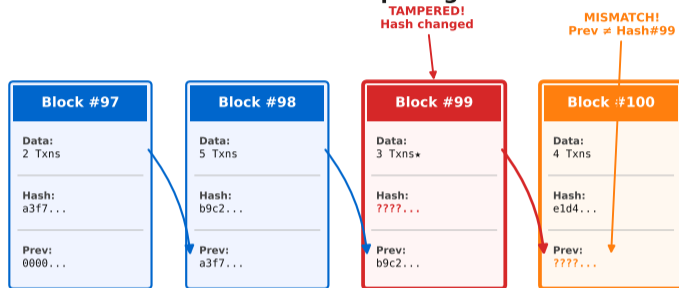 TAMPERED!
Hash changed
MISMATCH!
Prev ≠ Hash#99
Block #97
Data:
2 Txns
Hash:
a3f7...
Prev:
0000...
Block #98
Data:
5 Txns
Hash:
b9c2...
Prev:
a3f7...
Block #99
Data:
3 Txns★
Hash:
????...
Prev:
b9c2...
Block #100
Data:
4 Txns
Hash:
e1d4...
Prev:
????...